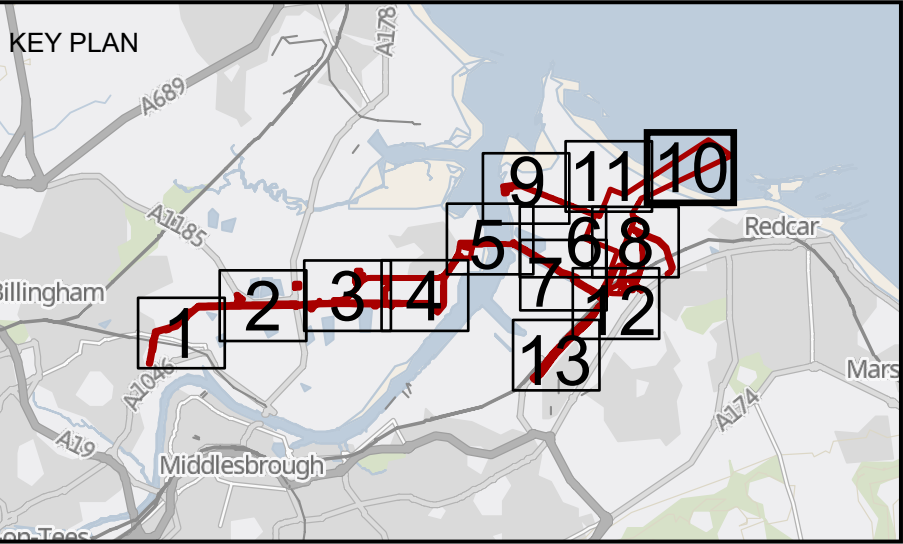 KEY PLAN
A178
A689
A1185
Billingham
A1046
A19
Middlesbrough
on-Tees
Redcar
Mars
A174
1
2
3
4
5
6
7
8
9
10
11
12
13